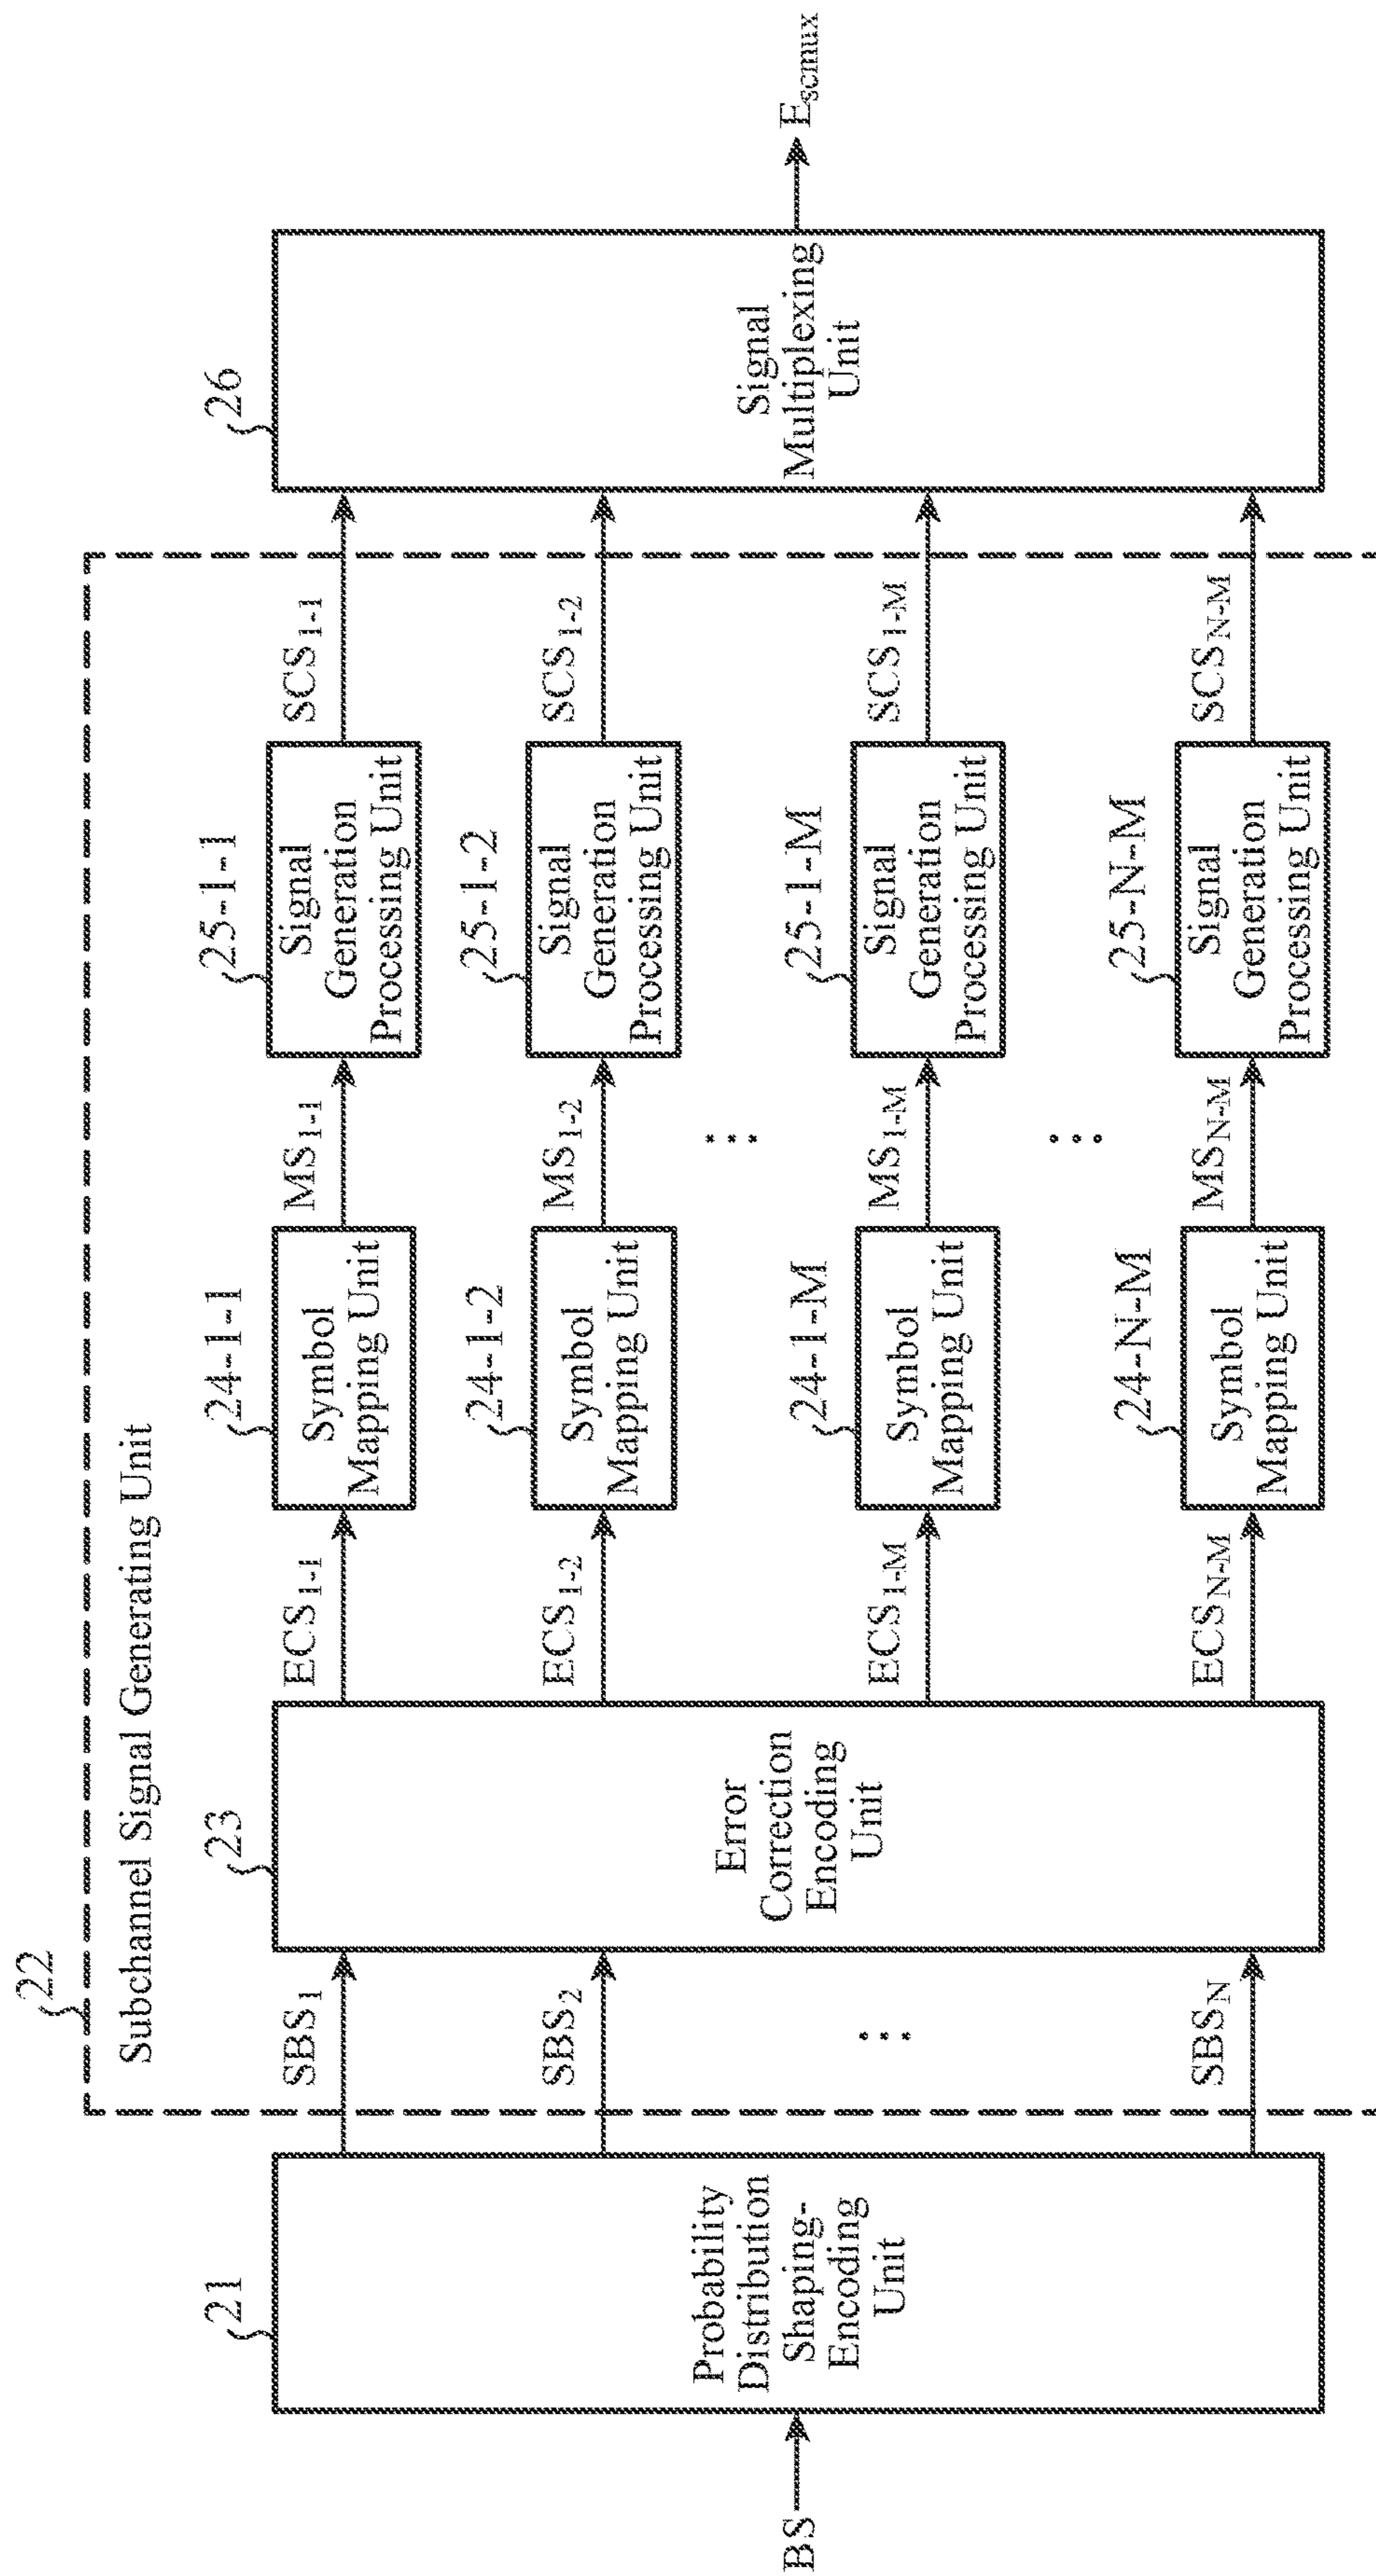 22
Subchannel Signal Generating Unit
BS
21
Probability
Distribution
Shaping-
Encoding
Unit
SBS1
SBS2
⋮
SBSN
23
Error
Correction
Encoding
Unit
ECS1-1
24-1-1
Symbol
Mapping Unit
MS1-1
25-1-1
Signal
Generation
Processing Unit
SCS1-1
ECS1-2
24-1-2
Symbol
Mapping Unit
MS1-2
25-1-2
Signal
Generation
Processing Unit
SCS1-2
⋮
ECS1-M
24-1-M
Symbol
Mapping Unit
MS1-M
25-1-M
Signal
Generation
Processing Unit
SCS1-M
⋮
ECSN-M
24-N-M
Symbol
Mapping Unit
MSN-M
25-N-M
Signal
Generation
Processing Unit
SCSN-M
26
Signal
Multiplexing
Unit
Escmux